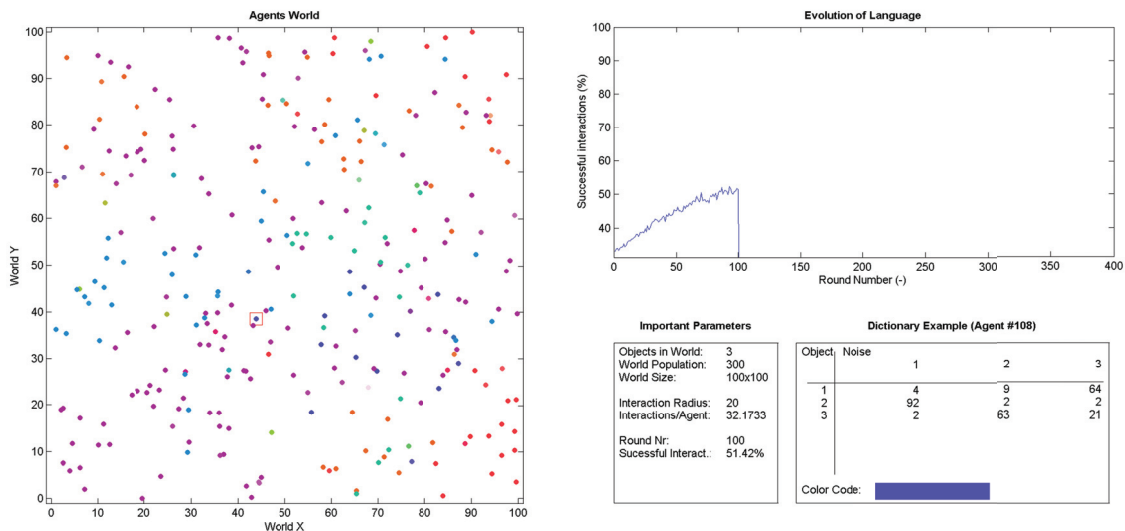 Agents World
100
90
80
70
60
50
40
30
20
10
0
World Y
0 10 20 30 40 50 60 70 80 90 100
World X
Evolution of Language
100
90
80
70
60
50
40
Successful interactions (%)
0 50 100 150 200 250 300 350 400
Round Number (-)
Important Parameters
Objects in World: 3
World Population: 300
World Size: 100x100
Interaction Radius: 20
Interactions/Agent: 32.1733
Round Nr: 100
Sucessful Interact.: 51.42%
Dictionary Example (Agent #108)
Object Noise
1 2 3
1 4 9 64
2 92 2 2
3 2 63 21
Color Code: